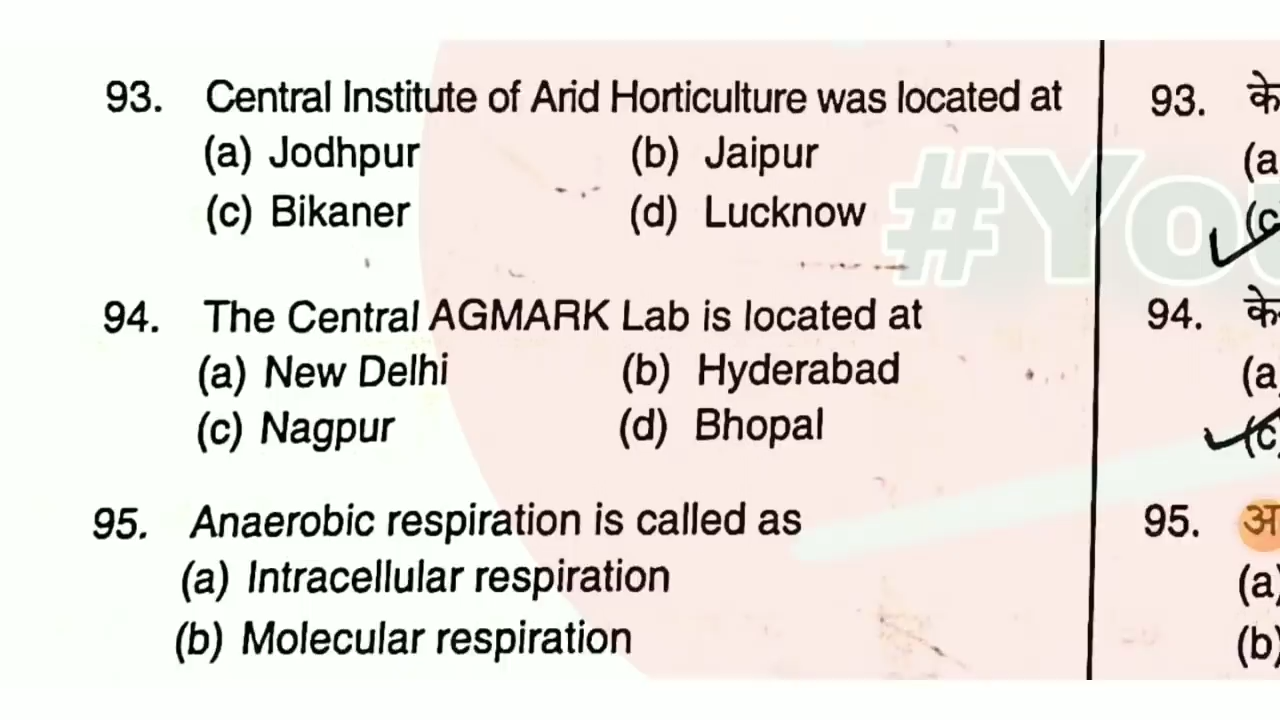 93. Central Institute of Arid Horticulture was located at
(a) Jodhpur (b) Jaipur
(c) Bikaner (d) Lucknow
94. The Central AGMARK Lab is located at
(a) New Delhi (b) Hyderabad
(c) Nagpur (d) Bhopal
95. Anaerobic respiration is called as
(a) Intracellular respiration
(b) Molecular respiration
93. के
(a
(c
94. के
(a
(c
95. अ
(a)
(b)
#You